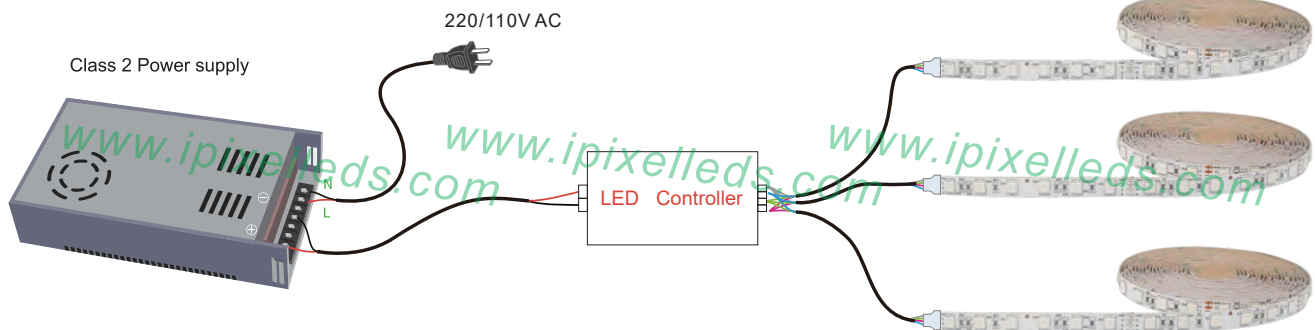 220/110V AC
Class 2 Power supply
www.ipixelleds.com
www.ipixelleds.com
www.ipixelleds.com
N
L
LED Controller